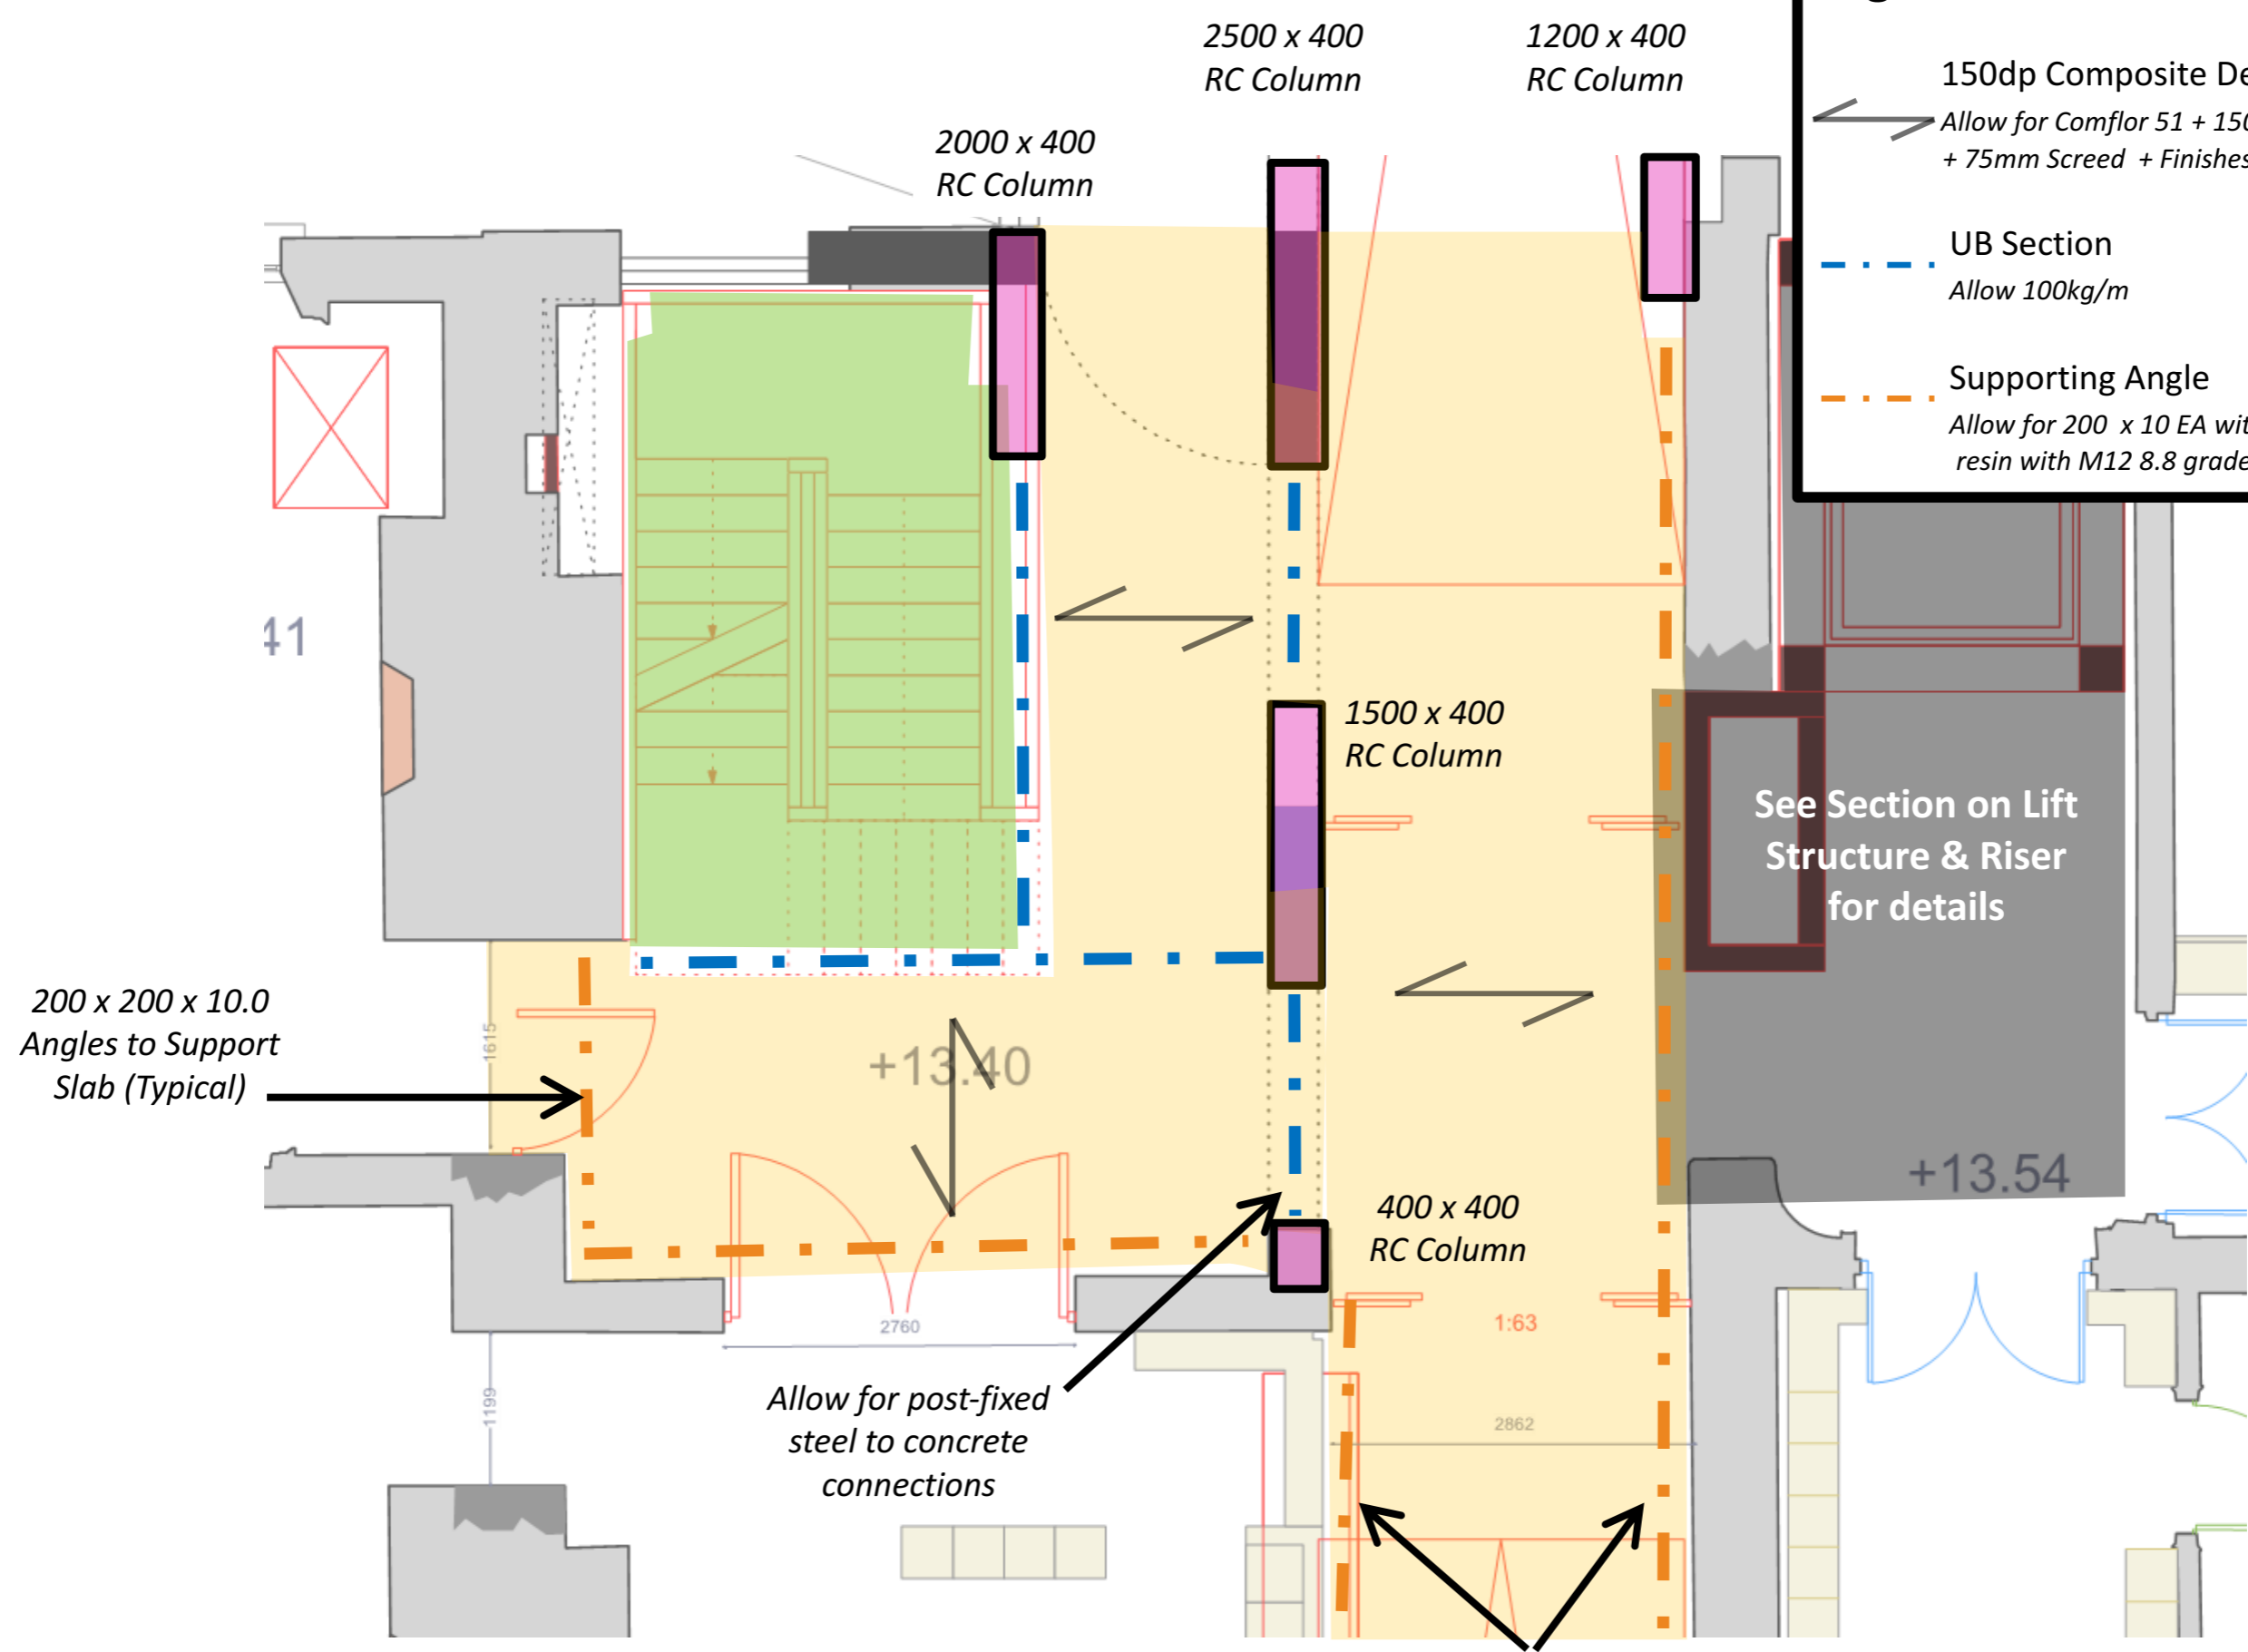 2500 x 400
RC Column
1200 x 400
RC Column
2000 x 400
RC Column
150dp Composite De
Allow for Comflor 51 + 150
+ 75mm Screed + Finishes
UB Section
Allow 100kg/m
Supporting Angle
Allow for 200 x 10 EA wit
resin with M12 8.8 grade
41
1500 x 400
RC Column
See Section on Lift
Structure & Riser
for details
200 x 200 x 10.0
Angles to Support
Slab (Typical)
1615
+13.40
+13.54
400 x 400
RC Column
2760
1:63
1199
Allow for post-fixed
steel to concrete
connections
2862